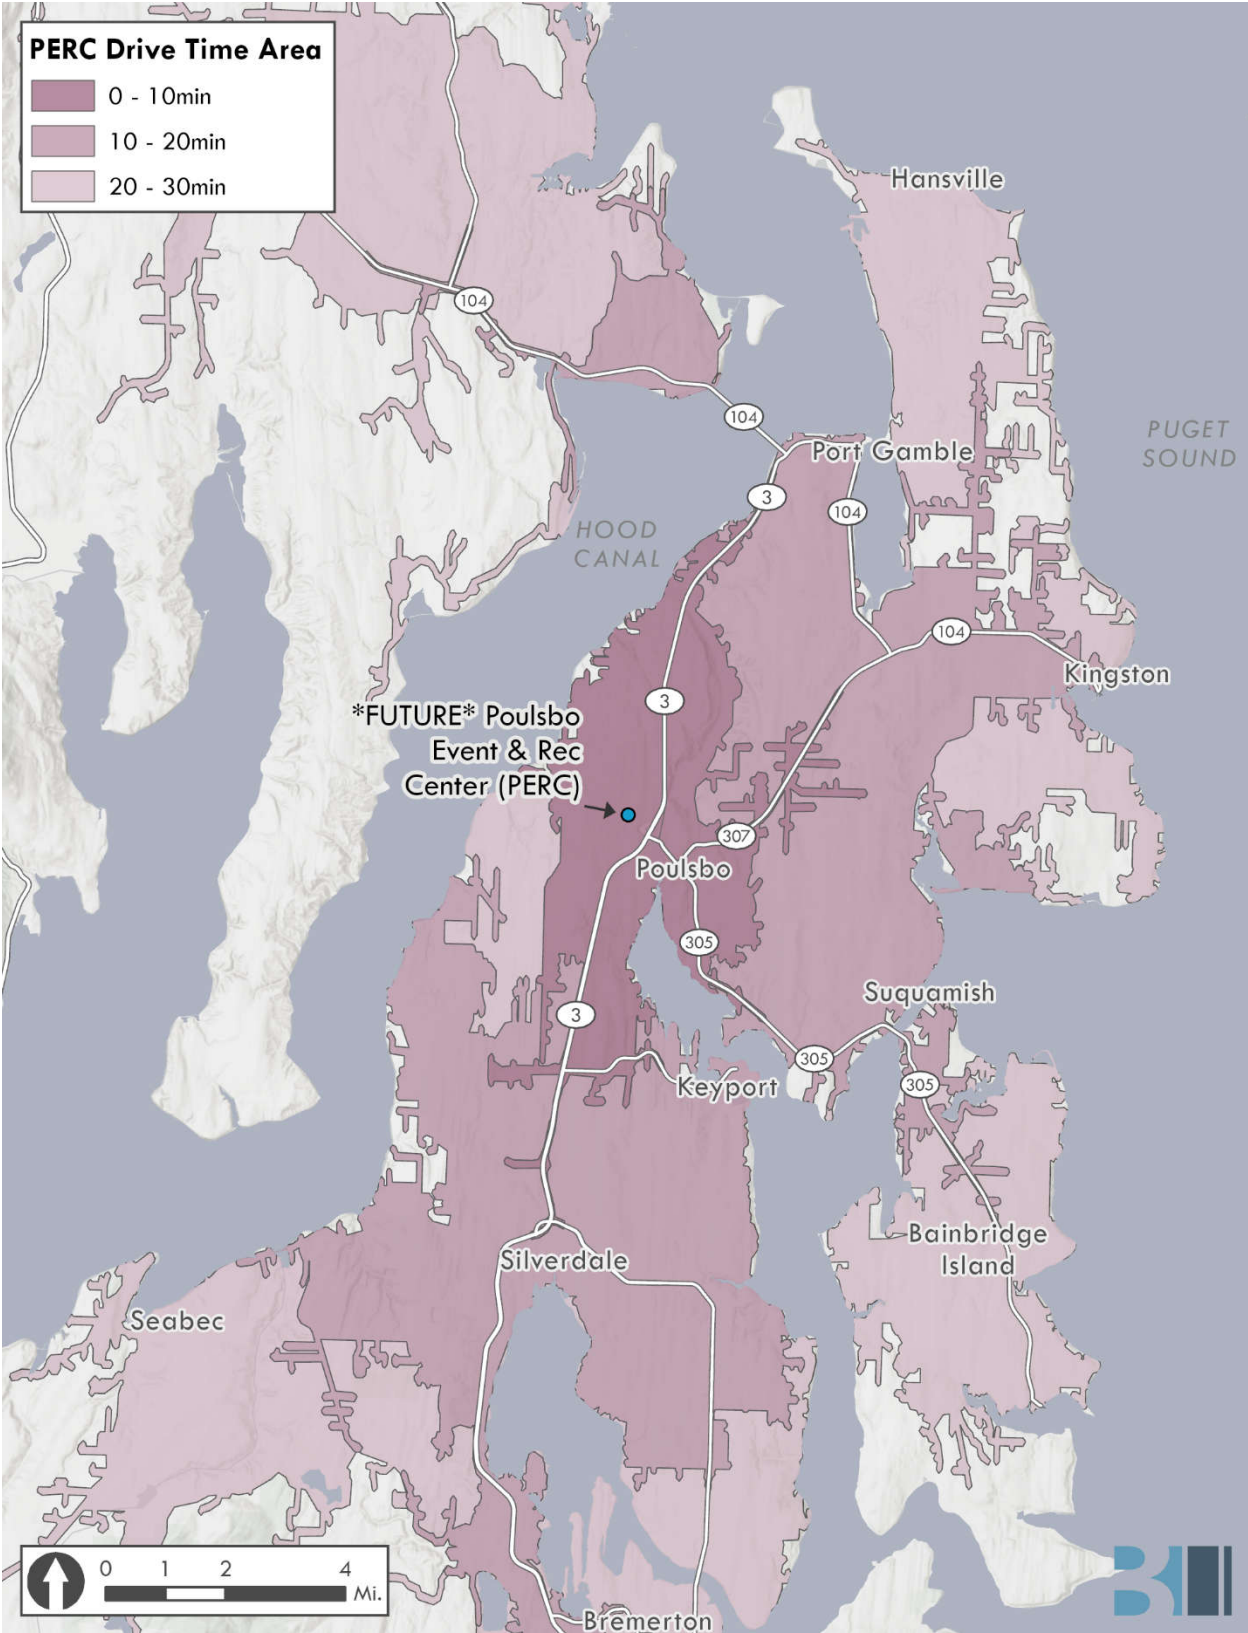 PERC Drive Time Area
0 - 10min
10 - 20min
20 - 30min
Hansville
104
104
Port Gamble
PUGET
SOUND
3
104
HOOD
CANAL
104
Kingston
3
*FUTURE* Poulsbo
Event & Rec
Center (PERC)
307
Poulsbo
305
Suquamish
3
305
305
Keyport
Bainbridge
Island
Silverdale
Seabec
0 1 2 4
Mi.
Bremerton